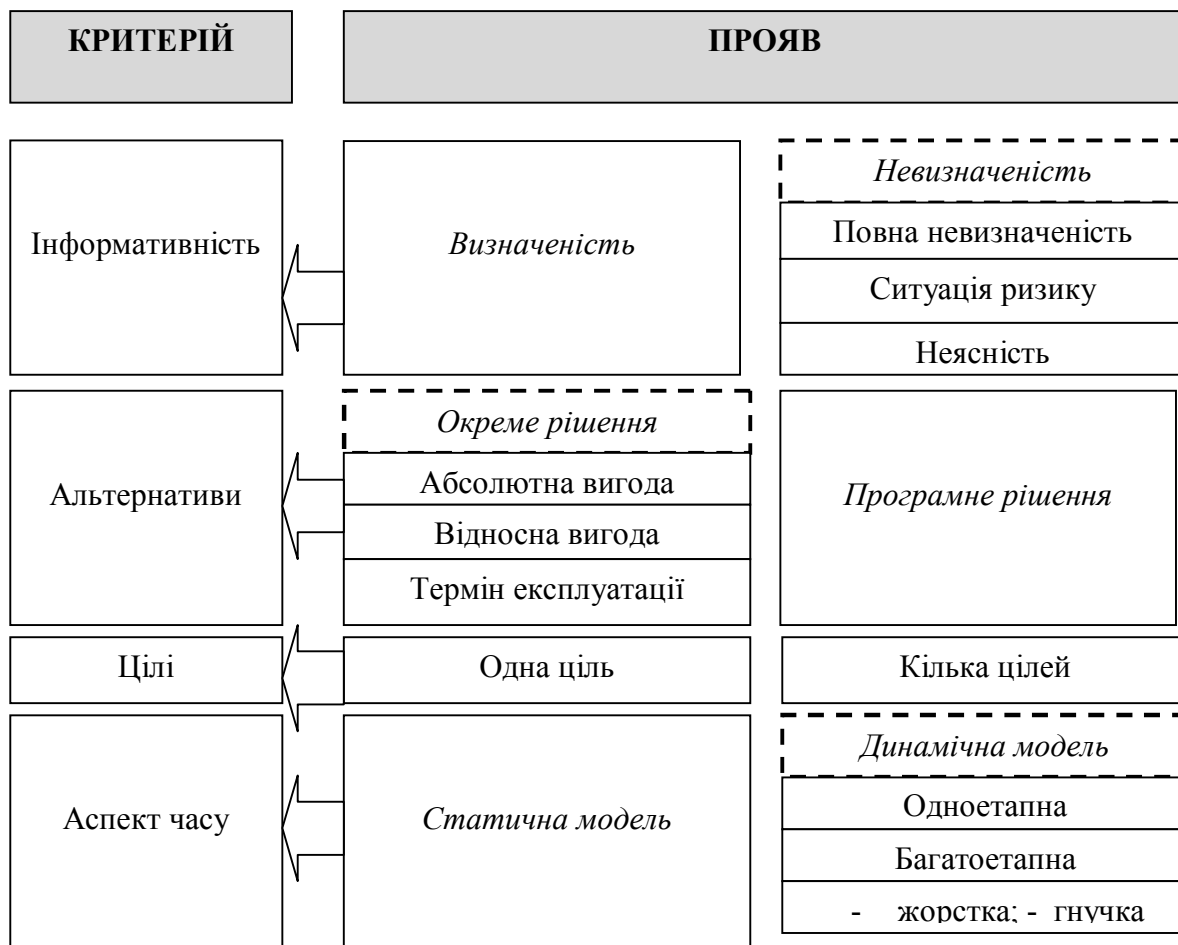 КРИТЕРІЙ
ПРОЯВ
Інформативність
Визначеність
Невизначеність
Повна невизначеність
Ситуація ризику
Неясність
Альтернативи
Окреме рішення
Абсолютна вигода
Відносна вигода
Термін експлуатації
Програмне рішення
Цілі
Одна ціль
Кілька цілей
Аспект часу
Статична модель
Динамічна модель
Одноетапна
Багатоетапна
- жорстка; - гнучка